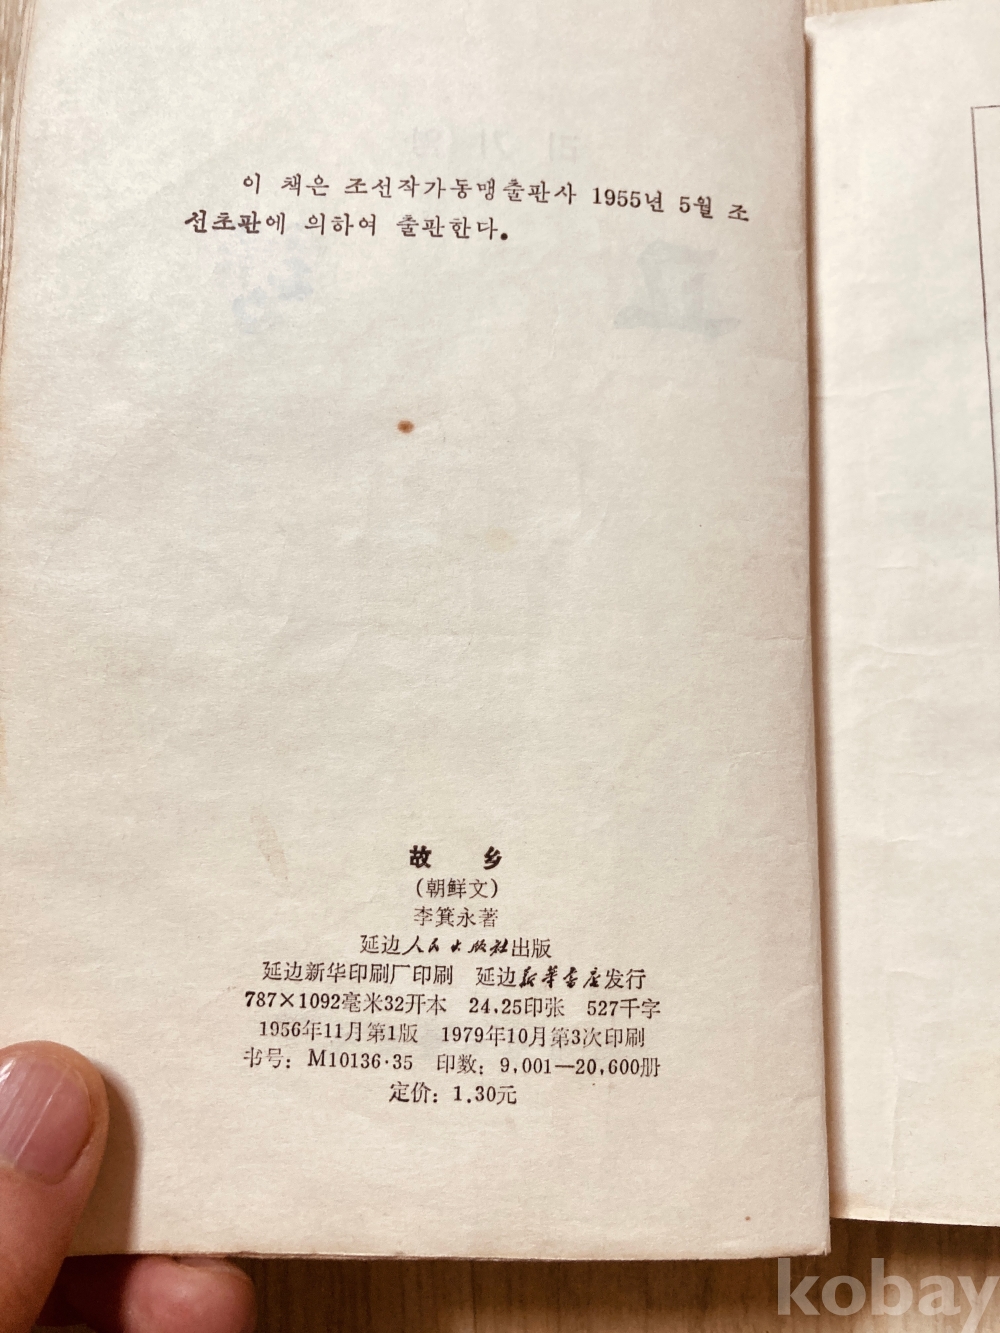 이 책은 조선작가동맹출판사 1955년 5월 조
선초판에 의하여 출판한다.
故 乡
(朝鲜文)
李箕永著
延边人民出版社出版
延边新华印刷厂印刷 延边新华书店发行
787×1092毫米32开本 24.25印张 527千字
1956年11月第1版 1979年10月第3次印刷
书号：M10136·35 印数：9,001—20,600册
定价：1.30元
kobay